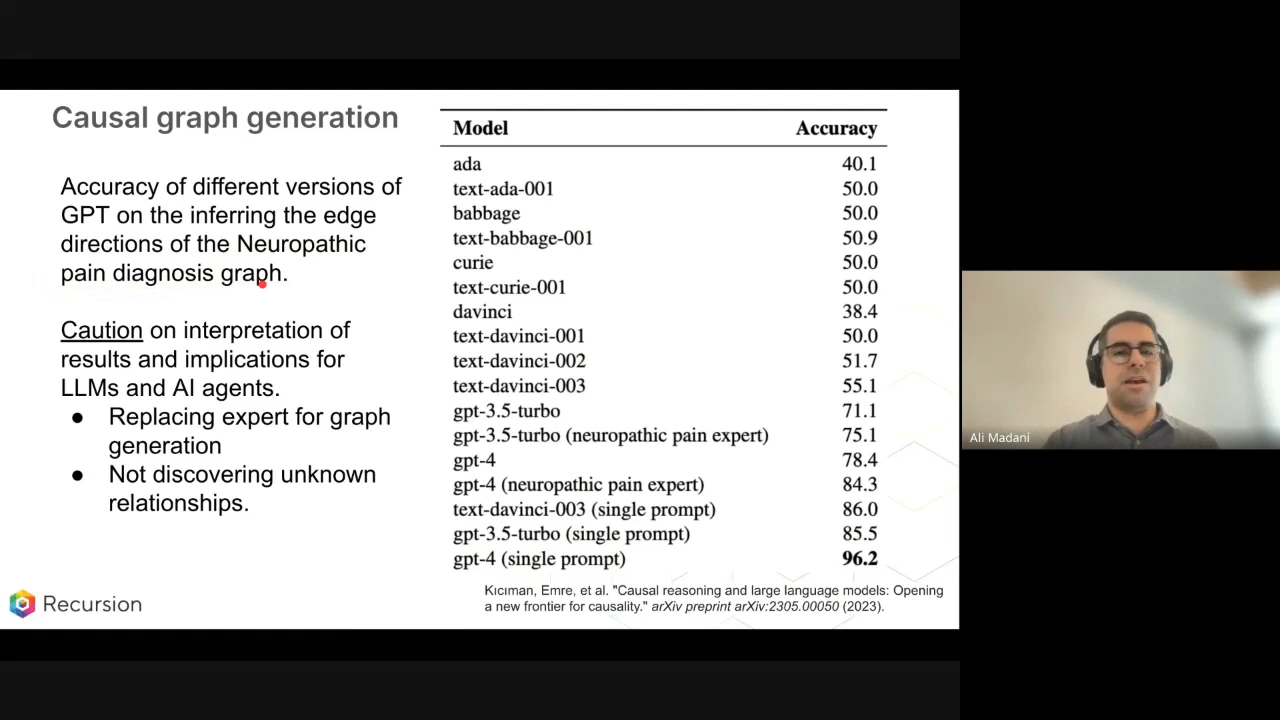 Causal graph generation
Accuracy of different versions of
GPT on the inferring the edge
directions of the Neuropathic
pain diagnosis graph.
Caution on interpretation of
results and implications for
LLMs and AI agents.
● Replacing expert for graph
generation
● Not discovering unknown
relationships.
Recursion
Model Accuracy
ada 40.1
text-ada-001 50.0
babbage 50.0
text-babbage-001 50.9
curie 50.0
text-curie-001 50.0
davinci 38.4
text-davinci-001 50.0
text-davinci-002 51.7
text-davinci-003 55.1
gpt-3.5-turbo 71.1
gpt-3.5-turbo (neuropathic pain expert) 75.1
gpt-4 78.4
gpt-4 (neuropathic pain expert) 84.3
text-davinci-003 (single prompt) 86.0
gpt-3.5-turbo (single prompt) 85.5
gpt-4 (single prompt) 96.2
Kıcıman, Emre, et al. "Causal reasoning and large language models: Opening
a new frontier for causality." arXiv preprint arXiv:2305.00050 (2023).
Ali Madani